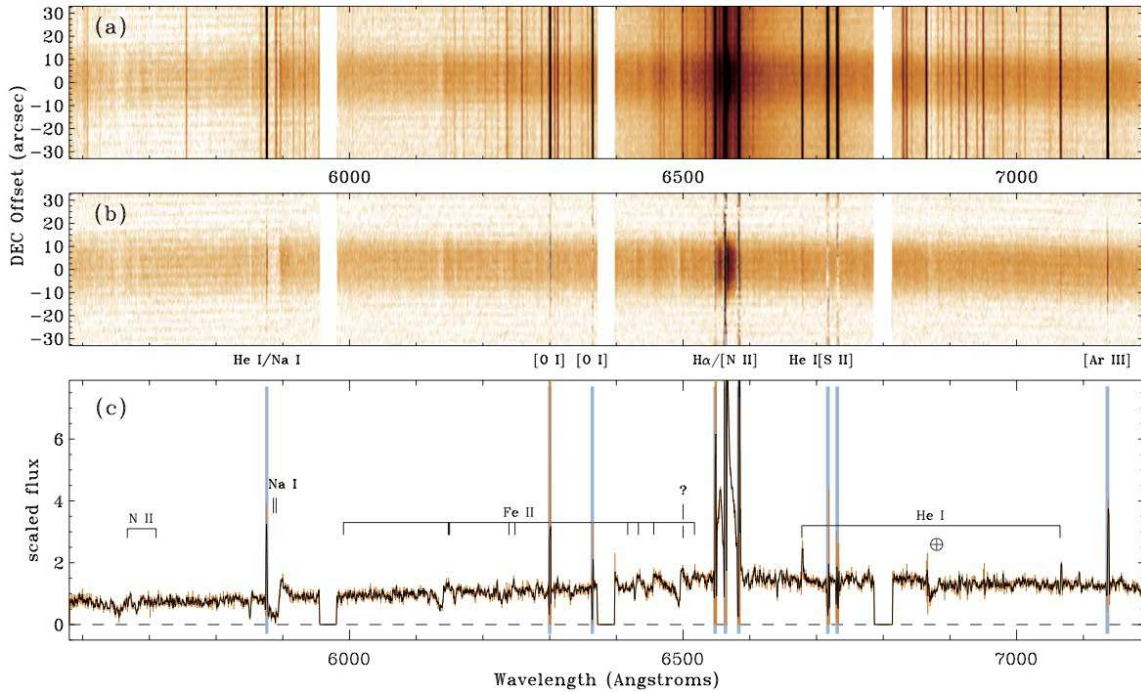 (a)
30
20
10
0
-10
-20
-30
6000
6500
7000
DEC Offset (arcsec)
(b)
30
20
10
0
-10
-20
-30
He I/Na I
[O I]
[O I]
Hα/[N II]
He I
[S II]
[Ar III]
(c)
scaled flux
6
4
2
0
N II
Na I
Fe II
?
He I
⊕
6000
6500
7000
Wavelength (Angstroms)